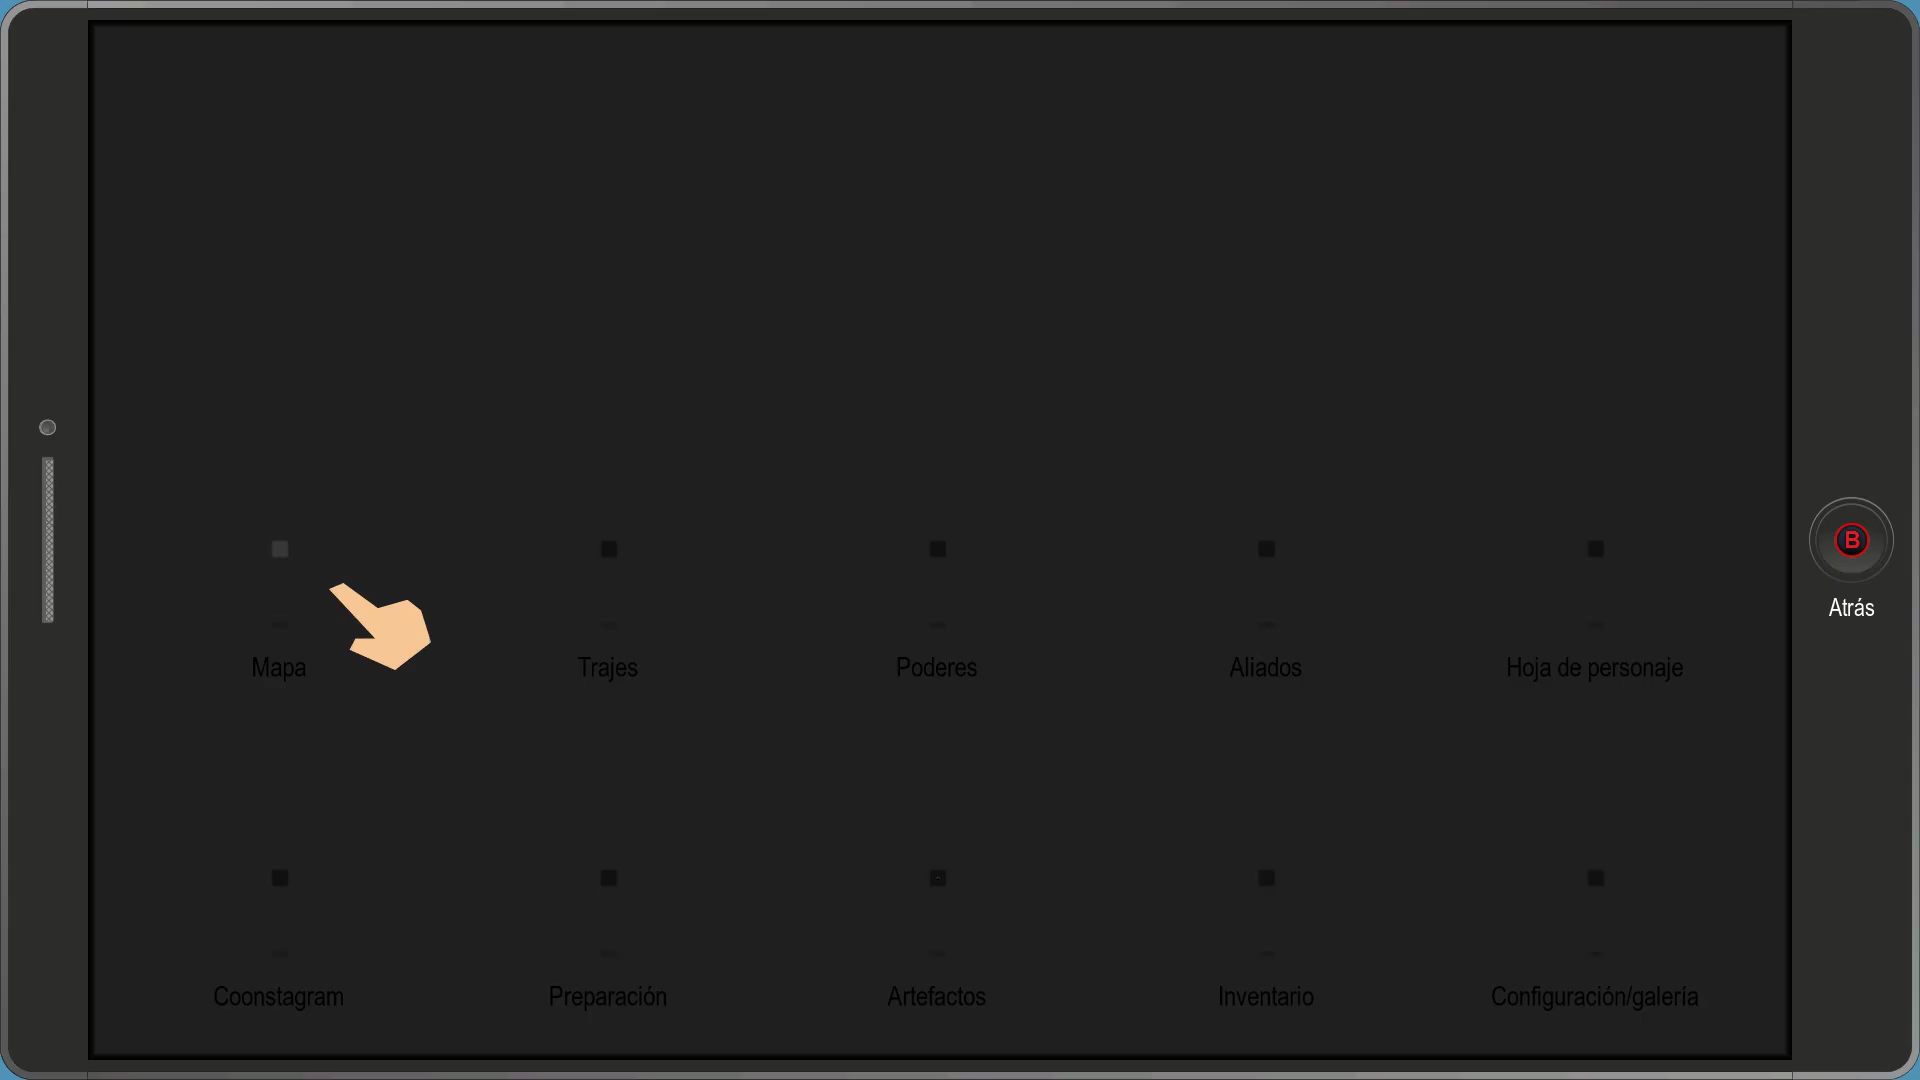 B
Atrás
Mapa
Trajes
Poderes
Aliados
Hoja de personaje
Coonstagram
Preparación
Artefactos
Inventario
Configuración/galería